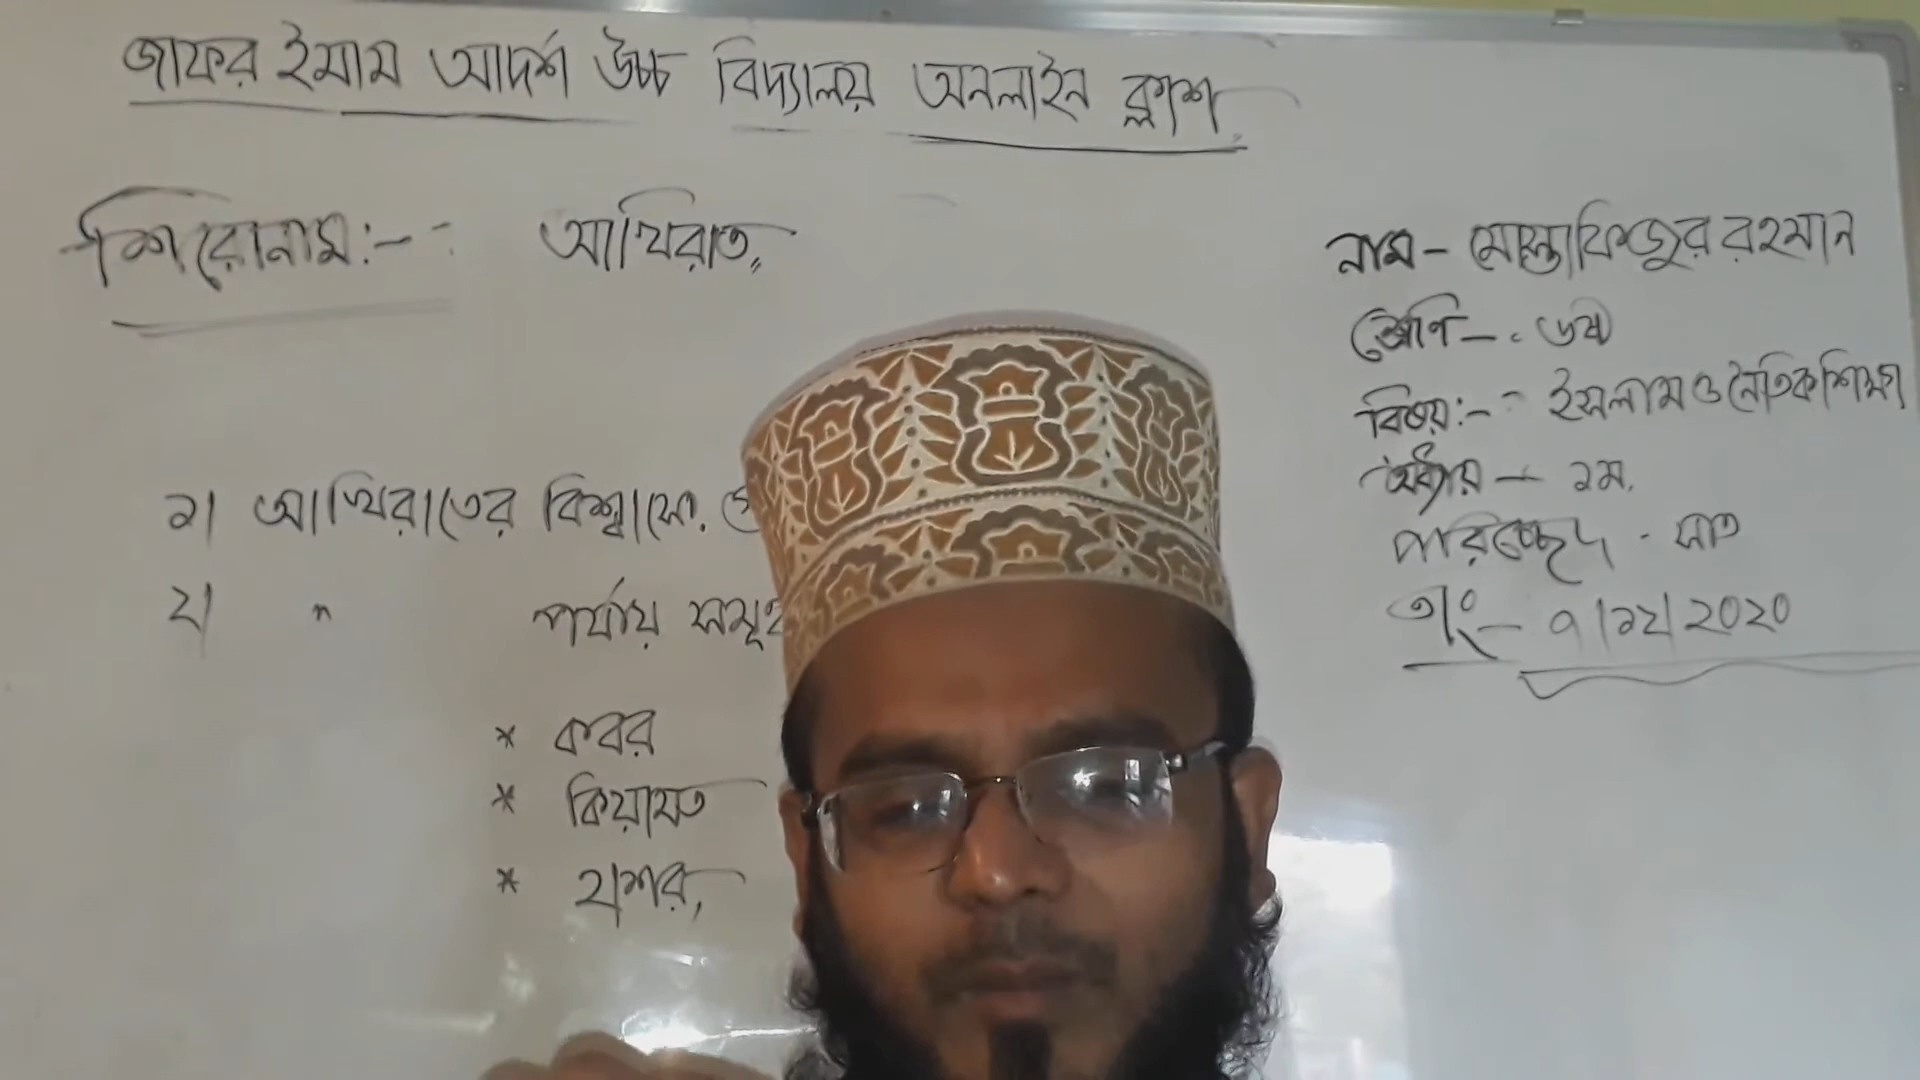 জাফর ইমাম আদর্শ উচ্চ বিদ্যালয় অনলাইন ক্লাশ
শিরোনাম:- আখিরাত
১। আখিরাতের বিশ্বাসের
২। " পর্যায় সমূহ
* কবর
* কিয়ামত
* হাশর,
নাম - মোস্তাফিজুর রহমান
শ্রেণি - ৬ষ্ঠ
বিষয়:- ইসলাম ও নৈতিক শিক্ষা
অধ্যায় - ১ম.
পরিচ্ছেদ - সাত
তাং - ৭।১২।২০২০